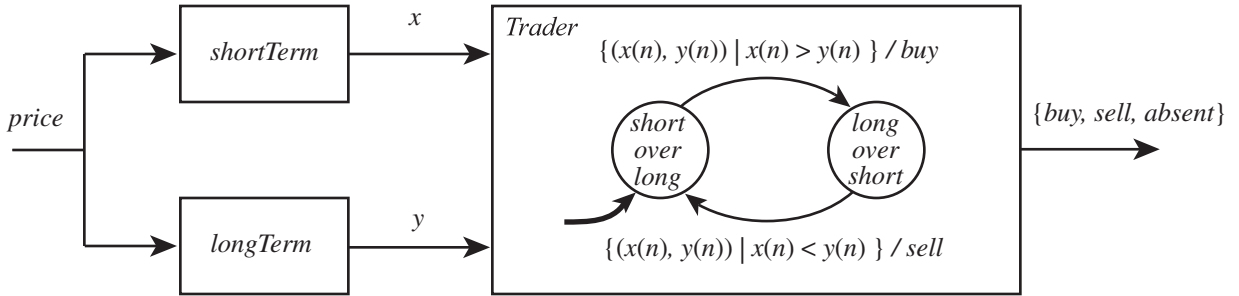 x
Trader
shortTerm
{(x(n), y(n)) | x(n) > y(n) } / buy
price
short
over
long
long
over
short
{buy, sell, absent}
y
longTerm
{(x(n), y(n)) | x(n) < y(n) } / sell